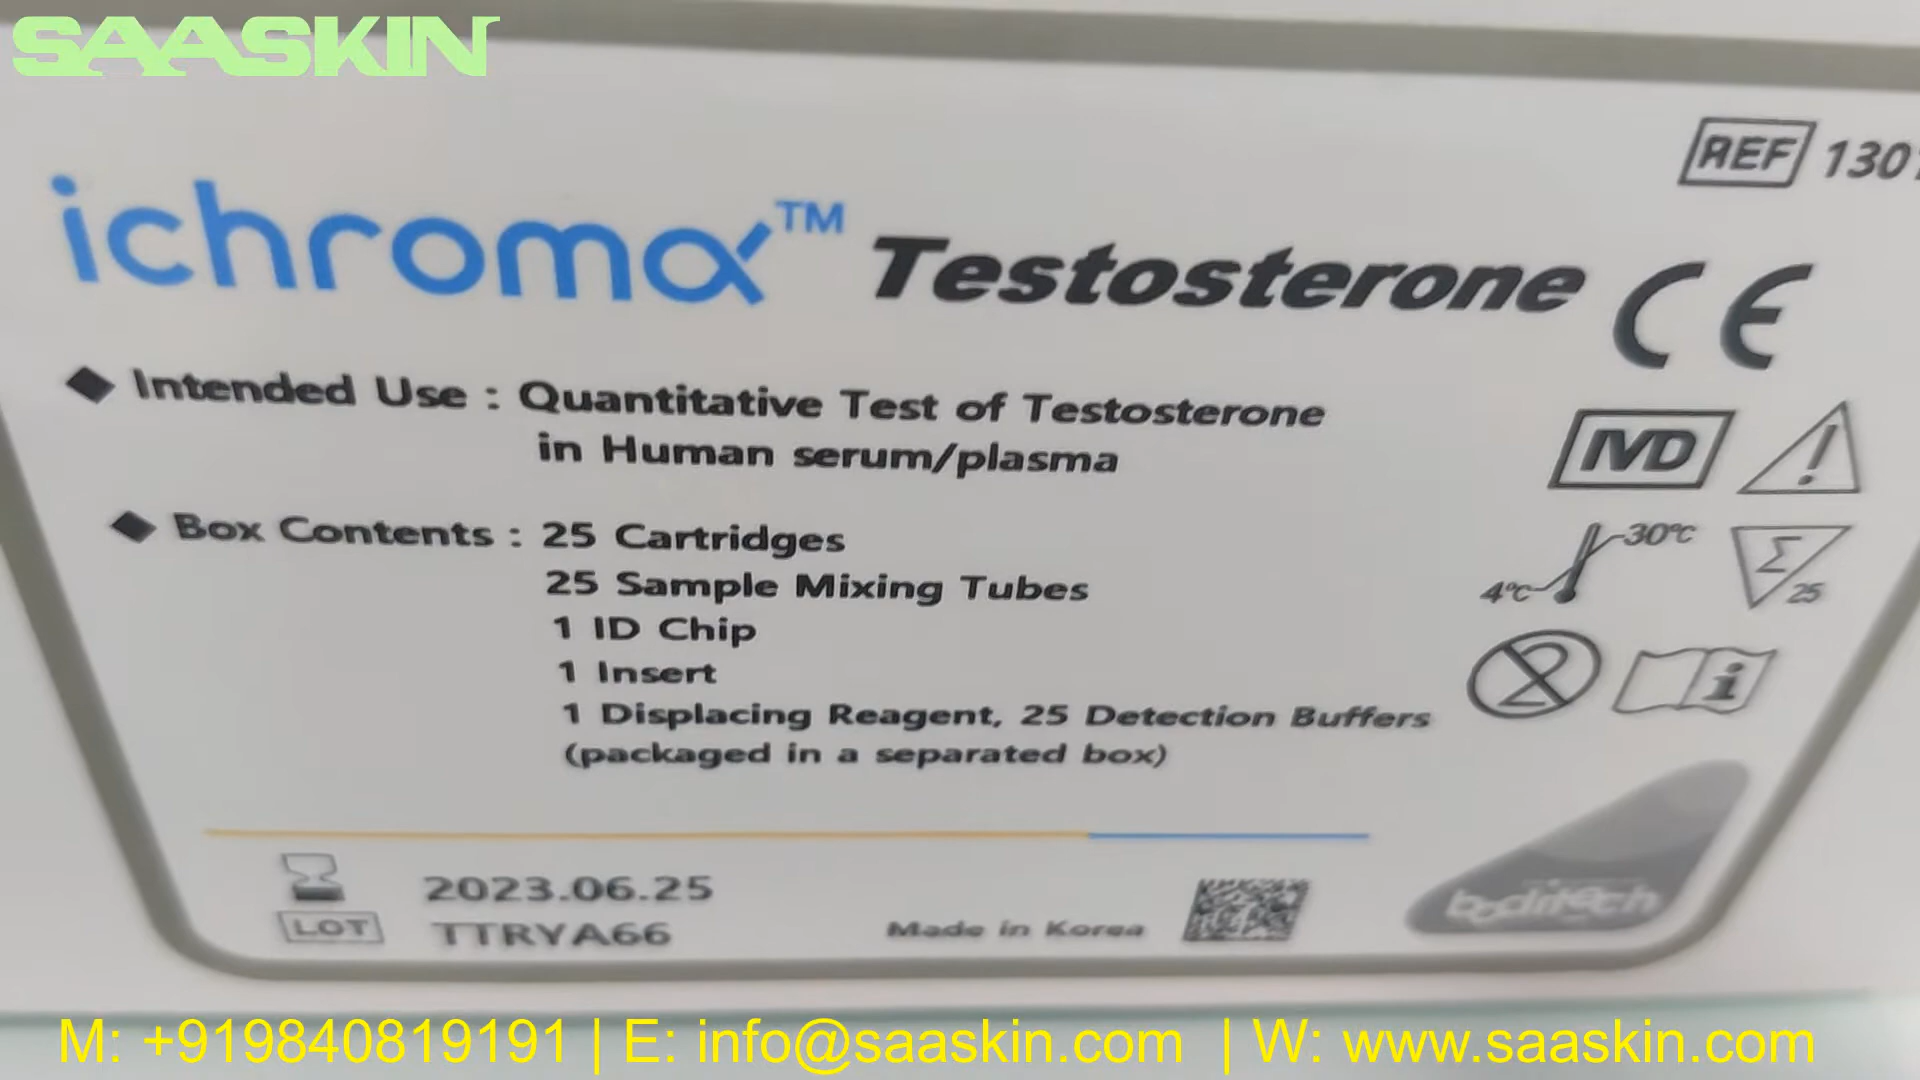 SAASKIN
REF 130
ichroma™ Testosterone CE
◆ Intended Use : Quantitative Test of Testosterone
in Human serum/plasma
IVD
◆ Box Contents : 25 Cartridges
25 Sample Mixing Tubes
1 ID Chip
1 Insert
1 Displacing Reagent, 25 Detection Buffers
(packaged in a separated box)
30℃
4℃
Σ
25
2
i
2023.06.25
LOT TTRYA66
Made in Korea
boditech
M: +919840819191 | E: info@saaskin.com | W: www.saaskin.com